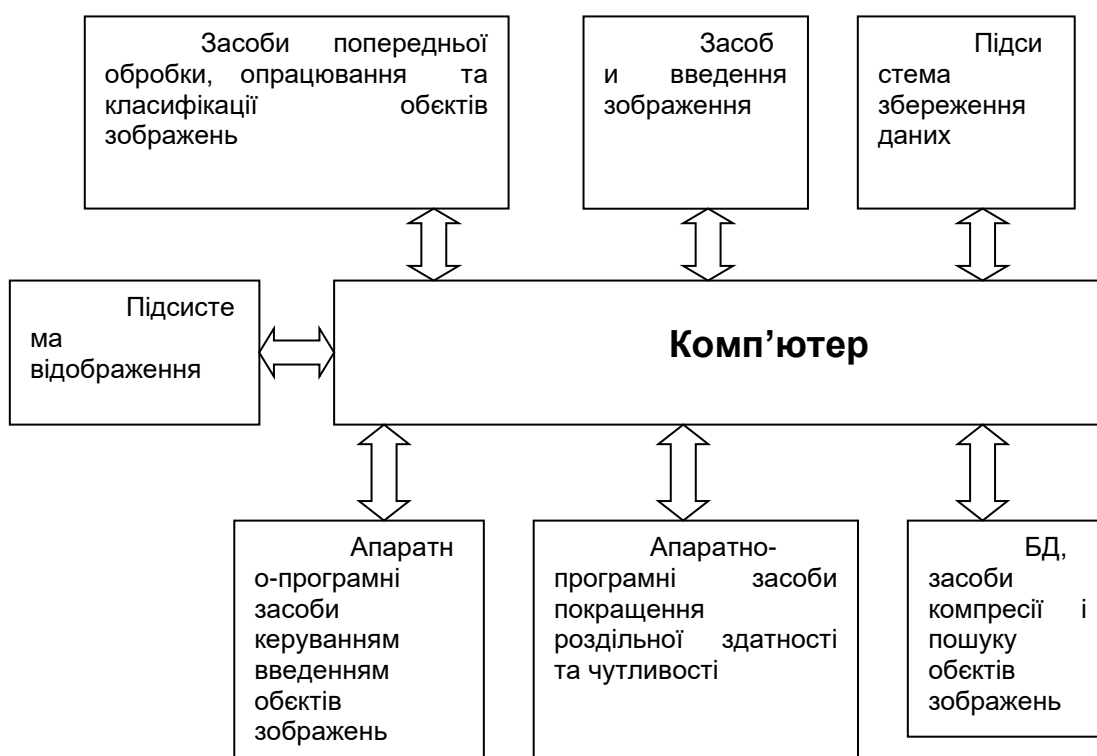 Засоби попередньої
обробки, опрацювання та
класифікації обєктів
зображень
Засоб
и введення
зображення
Підси
стема
збереження
даних
Підсисте
ма
відображення
Комп’ютер
Апаратн
о-програмні
засоби
керуванням
введенням
обєктів
зображень
Апаратно-
програмні засоби
покращення
роздільної здатності
та чутливості
БД,
засоби
компресії і
пошуку
обєктів
зображень